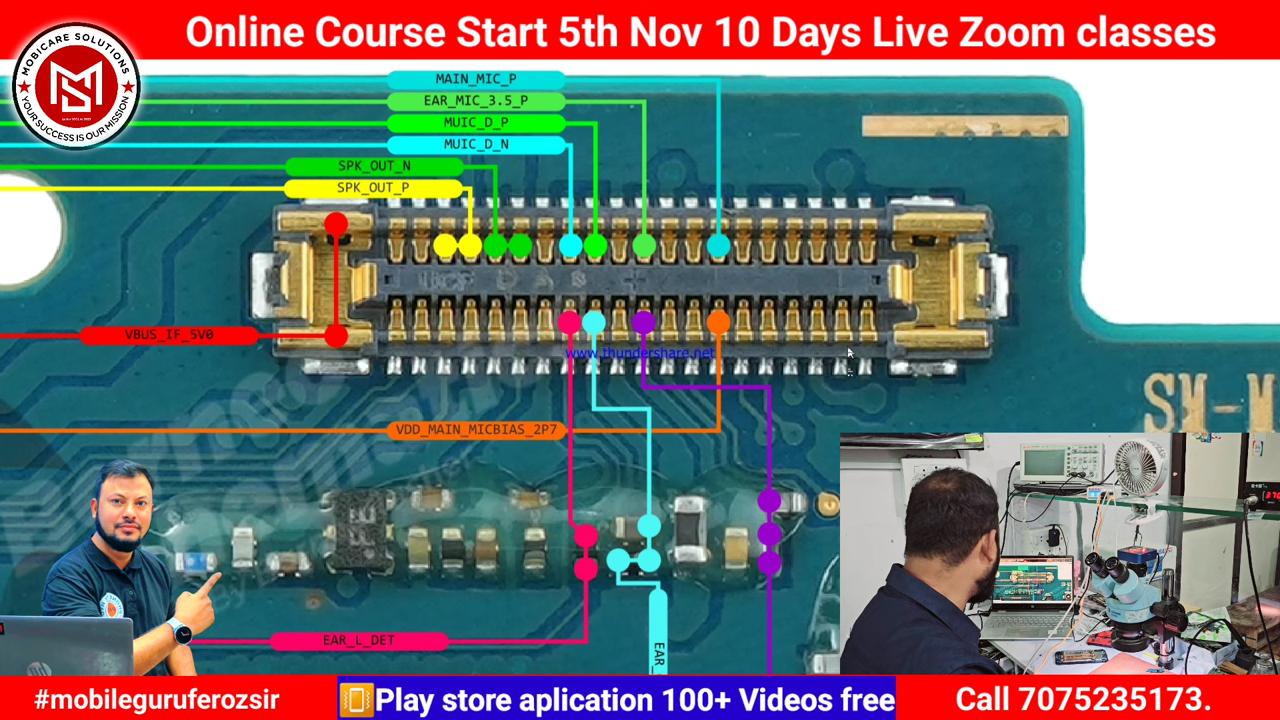 Online Course Start 5th Nov 10 Days Live Zoom classes
MOBICARE SOLUTIONS
YOUR SUCCESS IS OUR MISSION
MAIN_MIC_P
EAR_MIC_3.5_P
MUIC_D_P
MUIC_D_N
SPK_OUT_N
SPK_OUT_P
VBUS_IF_5V0
www.thundershare.net
VDD_MAIN_MICBIAS_2P7
SM-M
EAR_L_DET
EAR_
hp
#mobileguruferozsir
Play store aplication 100+ Videos free
Call 7075235173.